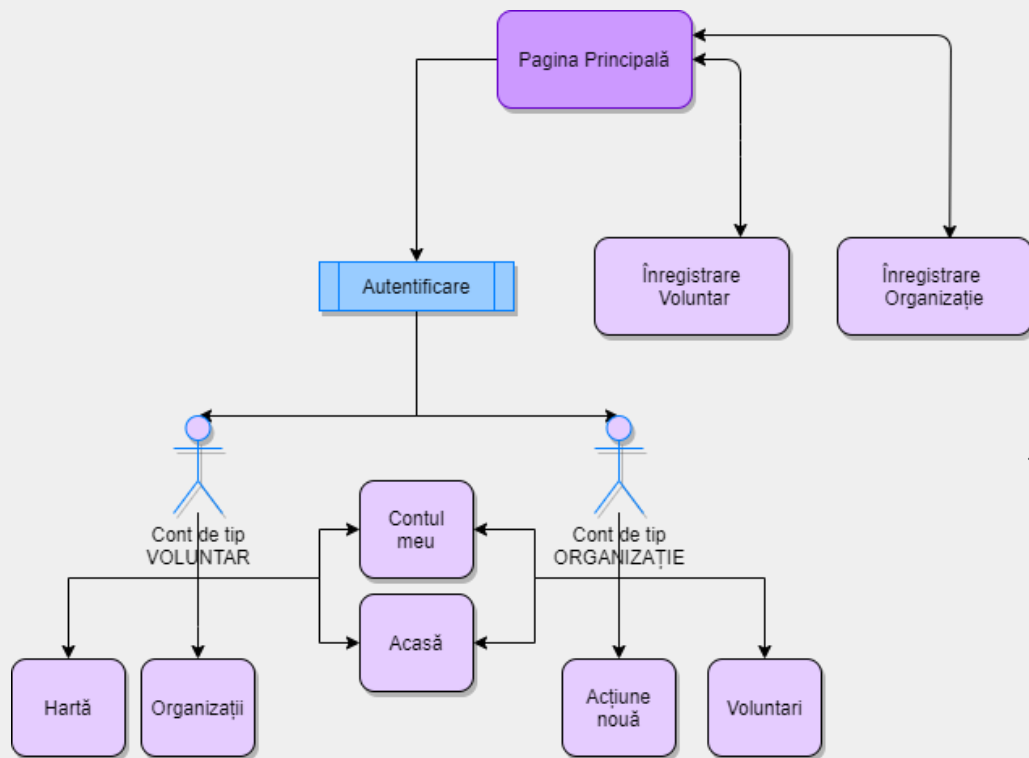 Pagina Principală
Înregistrare
Voluntar
Înregistrare
Organizație
Autentificare
Cont de tip
VOLUNTAR
Contul
meu
Cont de tip
ORGANIZAȚIE
Acasă
Hartă
Organizații
Acțiune
nouă
Voluntari